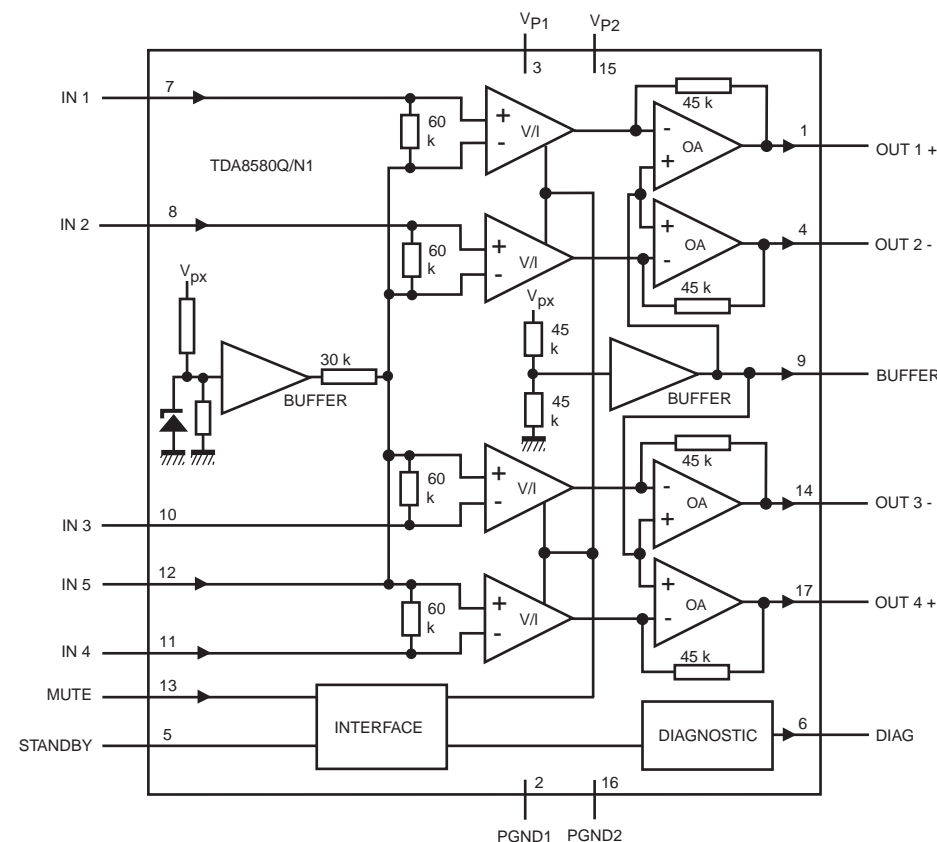 VP1
VP2
3
15
IN 1
7
45 k
60
k
+
-
V/I
-
+
OA
1
OUT 1 +
TDA8580Q/N1
IN 2
8
60
k
+
-
V/I
+
-
OA
4
OUT 2 -
45 k
Vpx
Vpx
45
k
30 k
BUFFER
45
k
BUFFER
9
BUFFER
60
k
+
-
V/I
45 k
-
+
OA
14
OUT 3 -
IN 3
10
IN 5
12
60
k
+
-
V/I
+
-
OA
17
OUT 4 +
IN 4
11
45 k
MUTE
13
INTERFACE
STANDBY
5
DIAGNOSTIC
6
DIAG
2
16
PGND1
PGND2